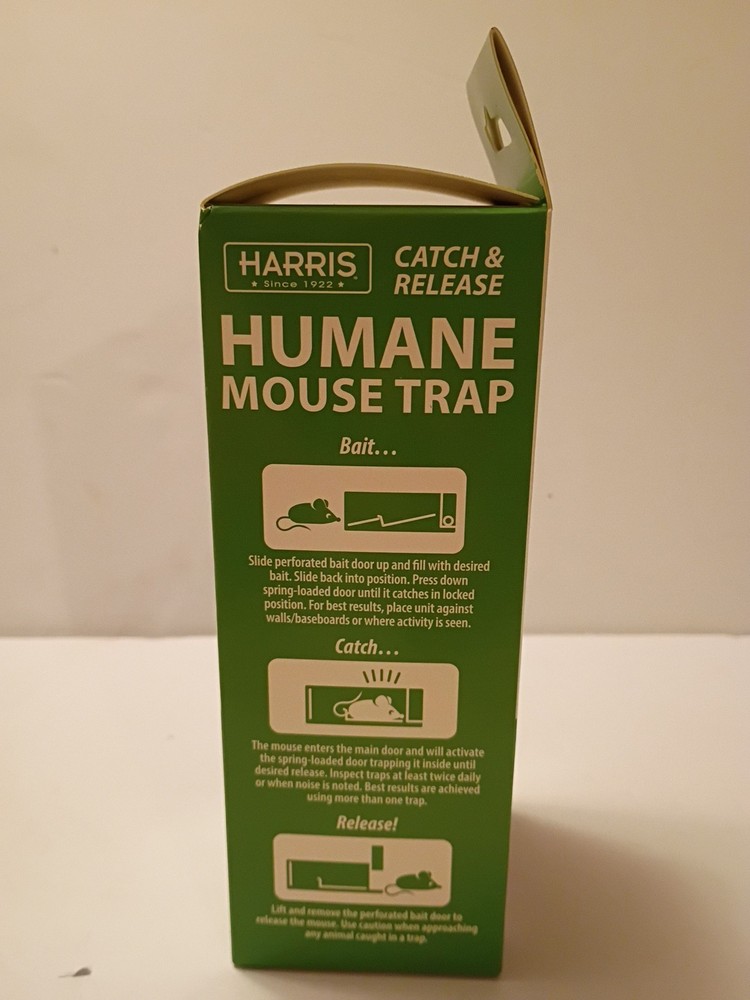 HARRIS
★ Since 1922 ★
CATCH &
RELEASE
HUMANE
MOUSE TRAP
Bait...
Slide perforated bait door up and fill with desired
bait. Slide back into position. Press down
spring-loaded door until it catches in locked
position. For best results, place unit against
walls/baseboards or where activity is seen.
Catch...
The mouse enters the main door and will activate
the spring-loaded door trapping it inside until
desired release. Inspect traps at least twice daily
or when noise is noted. Best results are achieved
using more than one trap.
Release!
Lift and remove the perforated bait door to
release the mouse. Use caution when approaching
any animal caught in a trap.